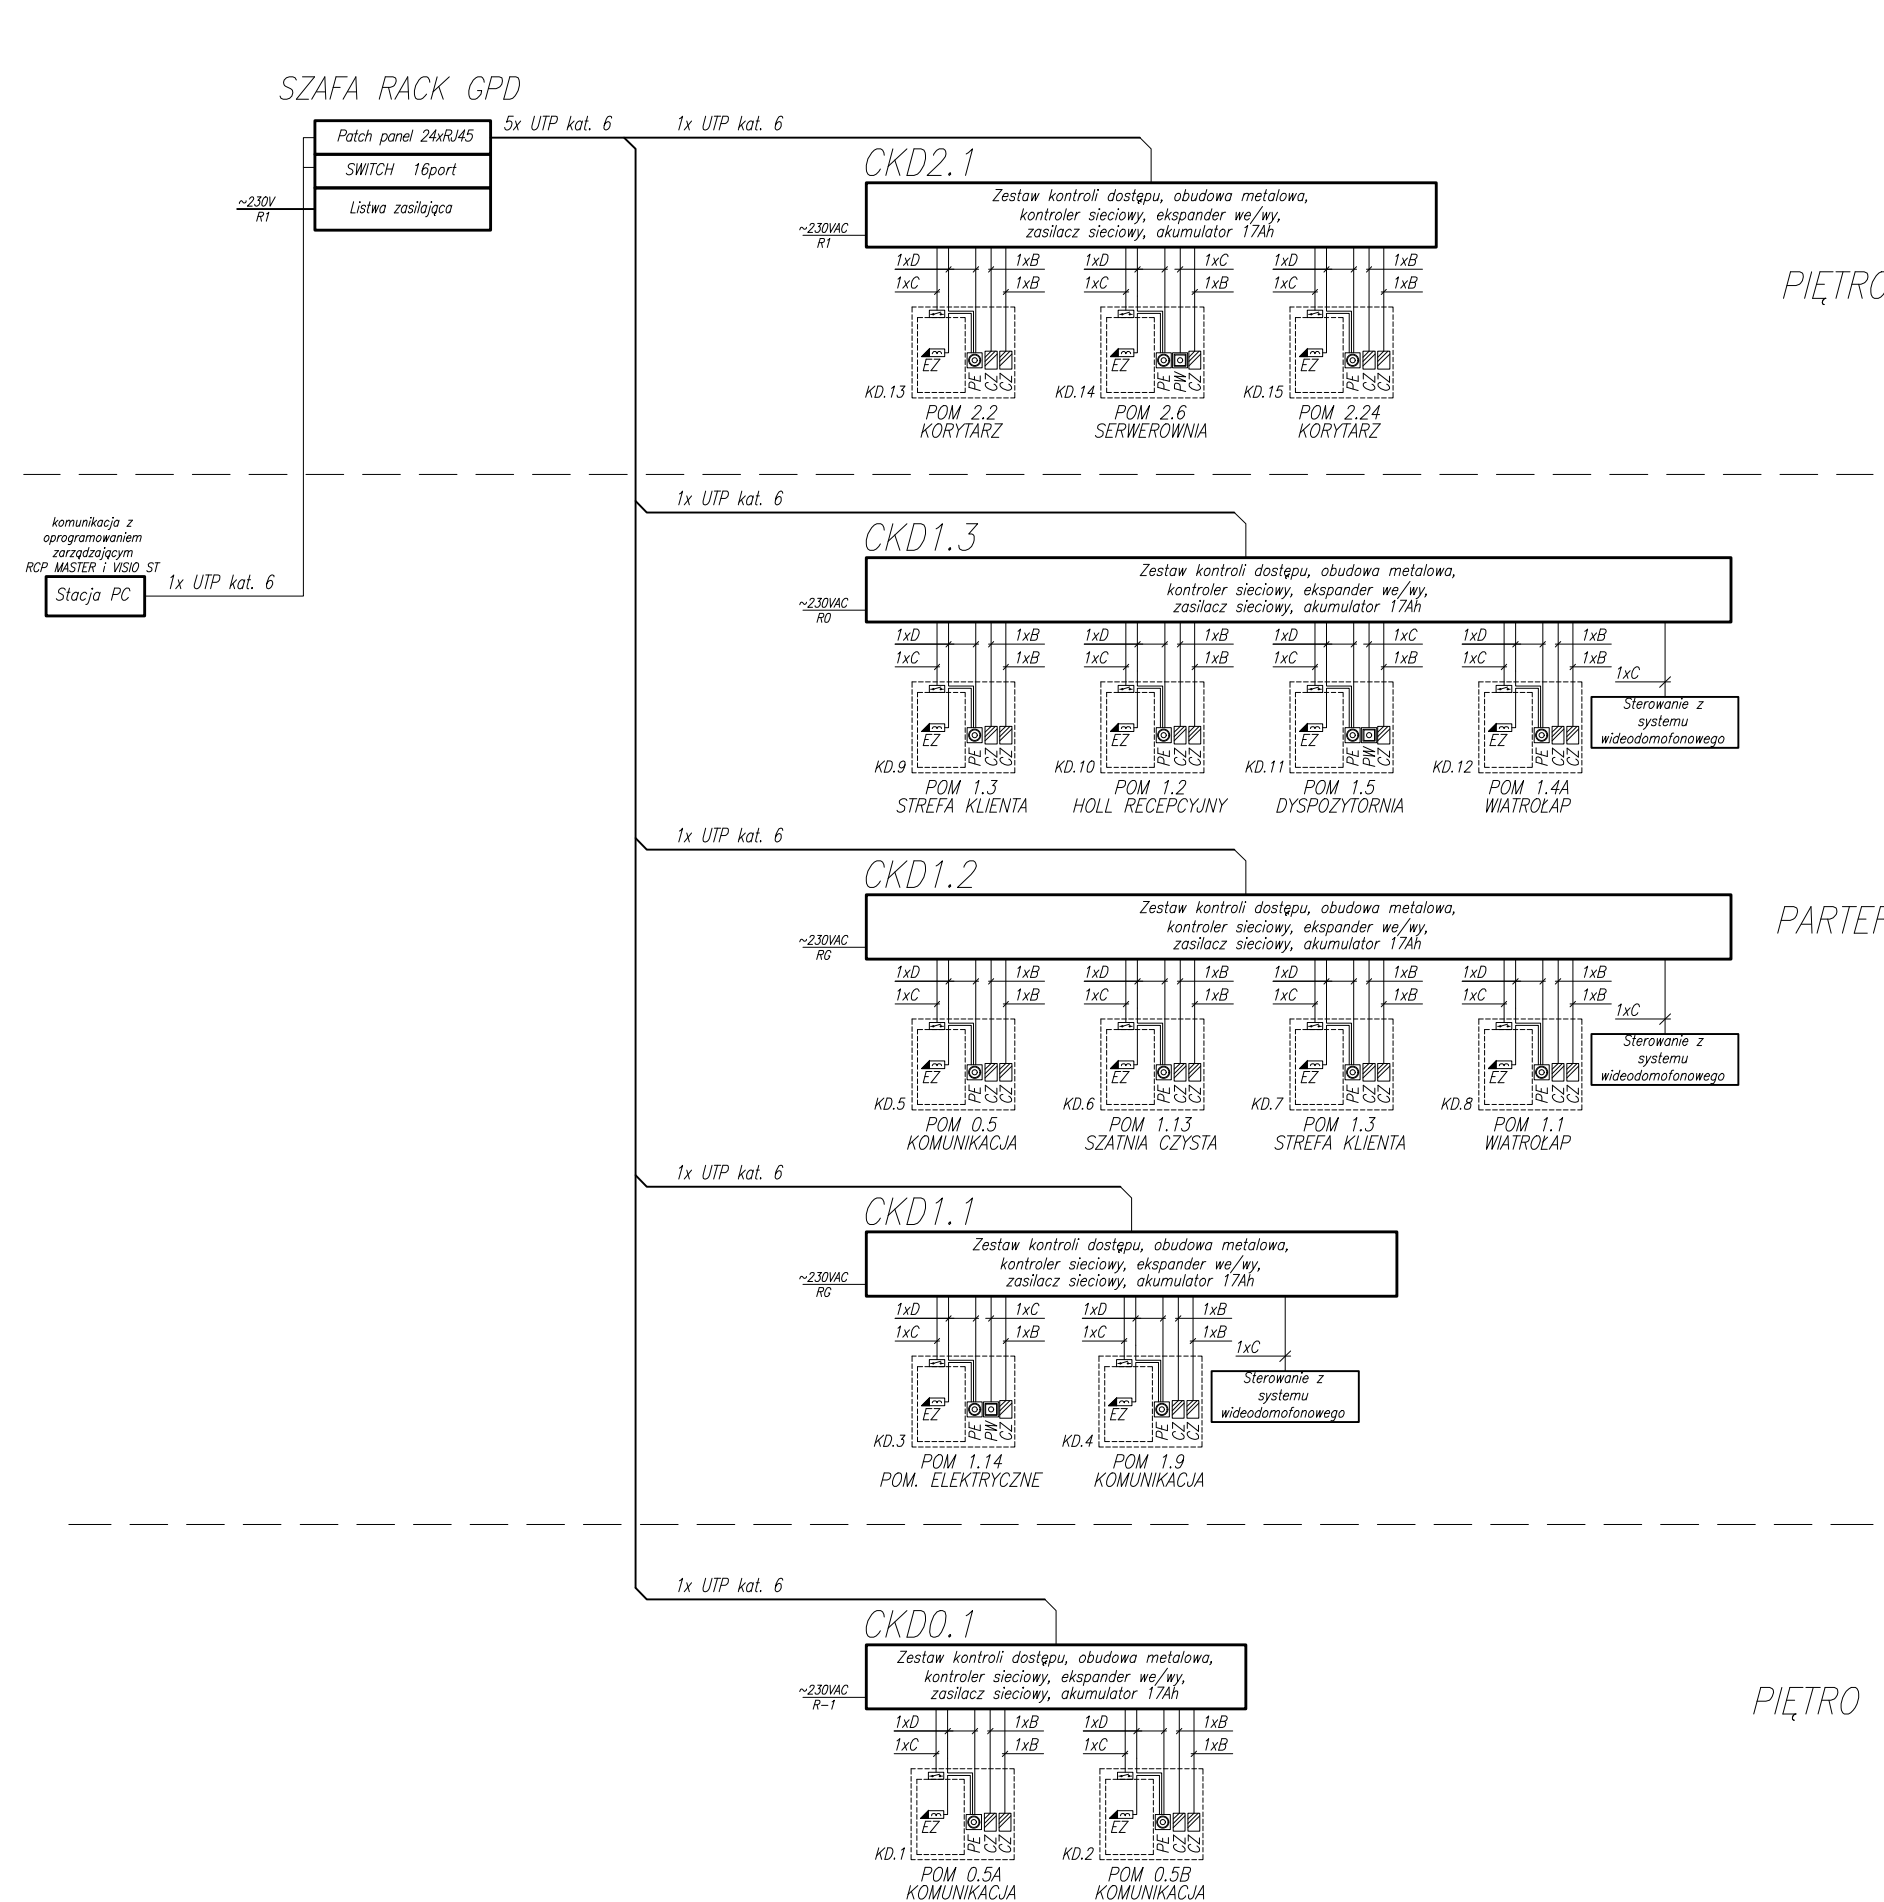 SZAFA RACK GPD
Patch panel 24xRJ45
SWITCH 16port
Listwa zasilająca
~230V
R1
5x UTP kat. 6
1x UTP kat. 6
CKD2.1
Zestaw kontroli dostępu, obudowa metalowa,
kontroler sieciowy, ekspander we/wy,
zasilacz sieciowy, akumulator 17Ah
~230VAC
R1
1xD 1xB 1xD 1xC 1xD 1xB
1xC 1xB 1xC 1xB 1xC 1xB
EZ PE CZ CZ EZ PE PW CZ EZ PE CZ CZ
KD.13 KD.14 KD.15
POM 2.2 POM 2.6 POM 2.24
KORYTARZ SERWEROWNIA KORYTARZ
PIĘTRO
komunikacja z
oprogramowaniem
zarządzającym
RCP MASTER i VISIO ST
Stacja PC
1x UTP kat. 6
1x UTP kat. 6
CKD1.3
Zestaw kontroli dostępu, obudowa metalowa,
kontroler sieciowy, ekspander we/wy,
zasilacz sieciowy, akumulator 17Ah
~230VAC
R0
1xD 1xB 1xD 1xB 1xD 1xC 1xD 1xB
1xC 1xB 1xC 1xB 1xC 1xB 1xC 1xB
1xC
Sterowanie z
systemu
wideodomofonowego
EZ PE CZ CZ EZ PE CZ CZ EZ PE PW CZ EZ PE CZ CZ
KD.9 KD.10 KD.11 KD.12
POM 1.3 POM 1.2 POM 1.5 POM 1.4A
STREFA KLIENTA HOLL RECEPCYJNY DYSPOZYTORNIA WIATROŁAP
1x UTP kat. 6
CKD1.2
Zestaw kontroli dostępu, obudowa metalowa,
kontroler sieciowy, ekspander we/wy,
zasilacz sieciowy, akumulator 17Ah
~230VAC
RG
1xD 1xB 1xD 1xB 1xD 1xB 1xD 1xB
1xC 1xB 1xC 1xB 1xC 1xB 1xC 1xB
1xC
Sterowanie z
systemu
wideodomofonowego
EZ PE CZ CZ EZ PE CZ CZ EZ PE CZ CZ EZ PE CZ CZ
KD.5 KD.6 KD.7 KD.8
POM 0.5 POM 1.13 POM 1.3 POM 1.1
KOMUNIKACJA SZATNIA CZYSTA STREFA KLIENTA WIATROŁAP
1x UTP kat. 6
CKD1.1
Zestaw kontroli dostępu, obudowa metalowa,
kontroler sieciowy, ekspander we/wy,
zasilacz sieciowy, akumulator 17Ah
~230VAC
RG
1xD 1xC 1xD 1xB
1xC 1xB 1xC 1xB
1xC
Sterowanie z
systemu
wideodomofonowego
EZ PE PW CZ EZ PE CZ CZ
KD.3 KD.4
POM 1.14 POM 1.9
POM. ELEKTRYCZNE KOMUNIKACJA
1x UTP kat. 6
CKD0.1
Zestaw kontroli dostępu, obudowa metalowa,
kontroler sieciowy, ekspander we/wy,
zasilacz sieciowy, akumulator 17Ah
~230VAC
R-1
PIĘTRO
1xD 1xB 1xD 1xB
1xC 1xB 1xC 1xB
EZ PE CZ CZ EZ PE CZ CZ
KD.1 KD.2
POM 0.5A POM 0.5B
KOMUNIKACJA KOMUNIKACJA